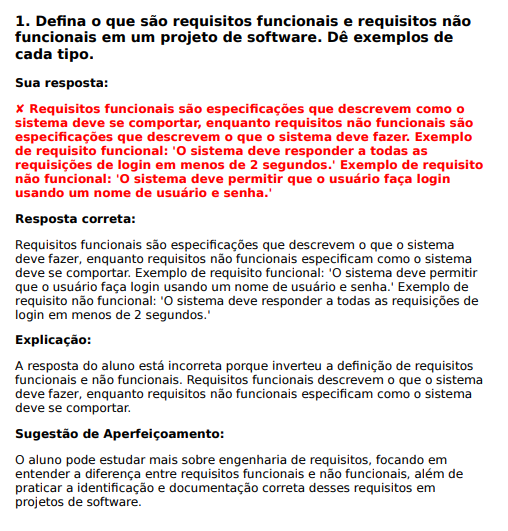 1. Defina o que são requisitos funcionais e requisitos não
funcionais em um projeto de software. Dê exemplos de
cada tipo.
Sua resposta:
✘ Requisitos funcionais são especificações que descrevem como o
sistema deve se comportar, enquanto requisitos não funcionais são
especificações que descrevem o que o sistema deve fazer. Exemplo
de requisito funcional: 'O sistema deve responder a todas as
requisições de login em menos de 2 segundos.' Exemplo de requisito
não funcional: 'O sistema deve permitir que o usuário faça login
usando um nome de usuário e senha.'
Resposta correta:
Requisitos funcionais são especificações que descrevem o que o sistema
deve fazer, enquanto requisitos não funcionais especificam como o sistema
deve se comportar. Exemplo de requisito funcional: 'O sistema deve permitir
que o usuário faça login usando um nome de usuário e senha.' Exemplo de
requisito não funcional: 'O sistema deve responder a todas as requisições de
login em menos de 2 segundos.'
Explicação:
A resposta do aluno está incorreta porque inverteu a definição de requisitos
funcionais e não funcionais. Requisitos funcionais descrevem o que o sistema
deve fazer, enquanto requisitos não funcionais especificam como o sistema
deve se comportar.
Sugestão de Aperfeiçoamento:
O aluno pode estudar mais sobre engenharia de requisitos, focando em
entender a diferença entre requisitos funcionais e não funcionais, além de
praticar a identificação e documentação correta desses requisitos em
projetos de software.